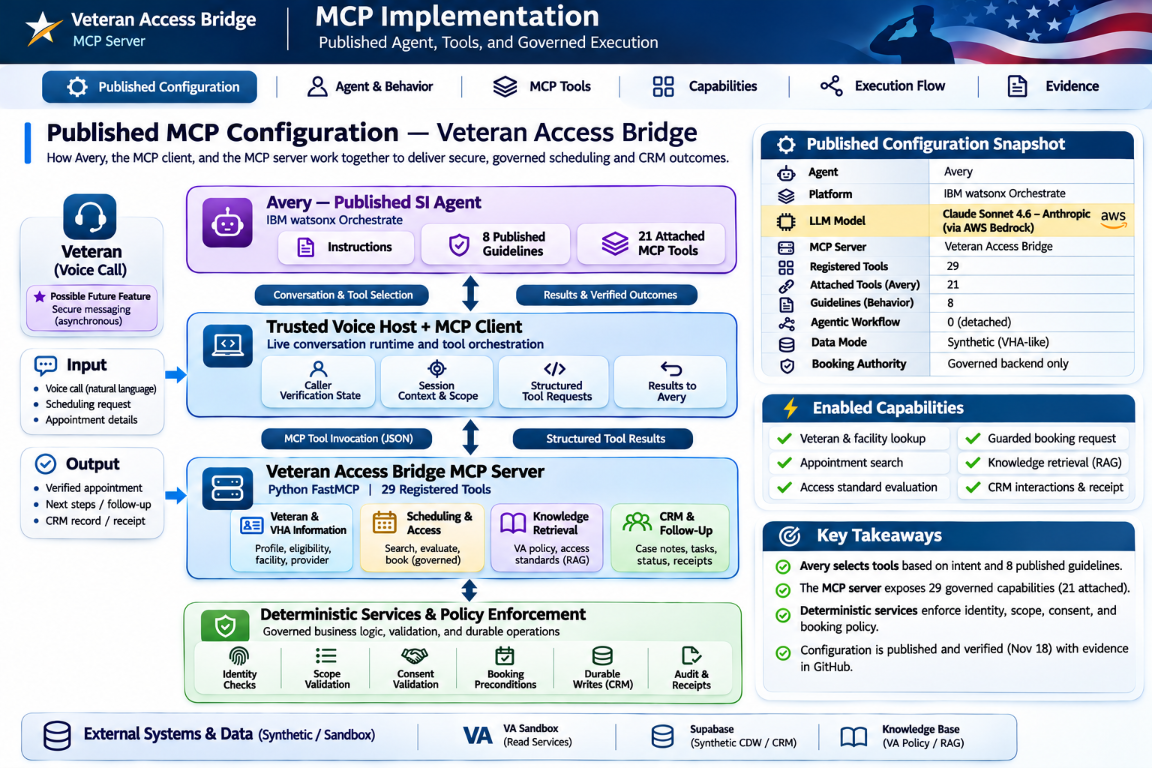 Veteran Access Bridge
MCP Server
MCP Implementation
Published Agent, Tools, and Governed Execution
Published Configuration
Agent & Behavior
MCP Tools
Capabilities
Execution Flow
Evidence
Published MCP Configuration — Veteran Access Bridge
How Avery, the MCP client, and the MCP server work together to deliver secure, governed scheduling and CRM outcomes.
Veteran
(Voice Call)
Possible Future Feature
Secure messaging
(asynchronous)
Input
Voice call (natural language)
Scheduling request
Appointment details
Output
Verified appointment
Next steps / follow-up
CRM record / receipt
Avery — Published SI Agent
IBM watsonx Orchestrate
Instructions
8 Published
Guidelines
21 Attached
MCP Tools
Conversation & Tool Selection
Results & Verified Outcomes
Trusted Voice Host + MCP Client
Live conversation runtime and tool orchestration
Caller
Verification State
Session
Context & Scope
Structured
Tool Requests
Results to
Avery
MCP Tool Invocation (JSON)
Structured Tool Results
Veteran Access Bridge MCP Server
Python FastMCP | 29 Registered Tools
Veteran &
VHA Information
Profile, eligibility,
facility, provider
Scheduling &
Access
Search, evaluate,
book (governed)
Knowledge
Retrieval
VA policy, access
standards (RAG)
CRM &
Follow-Up
Case notes, tasks,
status, receipts
Deterministic Services & Policy Enforcement
Governed business logic, validation, and durable operations
Identity
Checks
Scope
Validation
Consent
Validation
Booking
Preconditions
Durable
Writes (CRM)
Audit &
Receipts
Published Configuration Snapshot
Agent Avery
Platform IBM watsonx Orchestrate
LLM Model Claude Sonnet 4.6 – Anthropic
(via AWS Bedrock)
aws
MCP Server Veteran Access Bridge
Registered Tools 29
Attached Tools (Avery) 21
Guidelines (Behavior) 8
Agentic Workflow 0 (detached)
Data Mode Synthetic (VHA-like)
Booking Authority Governed backend only
Enabled Capabilities
Veteran & facility lookup
Guarded booking request
Appointment search
Knowledge retrieval (RAG)
Access standard evaluation
CRM interactions & receipt
Key Takeaways
Avery selects tools based on intent and 8 published guidelines.
The MCP server exposes 29 governed capabilities (21 attached).
Deterministic services enforce identity, scope, consent, and
booking policy.
Configuration is published and verified (Nov 18) with evidence
in GitHub.
External Systems & Data (Synthetic / Sandbox)
VA
VA Sandbox
(Read Services)
Supabase
(Synthetic CDW / CRM)
Knowledge Base
(VA Policy / RAG)